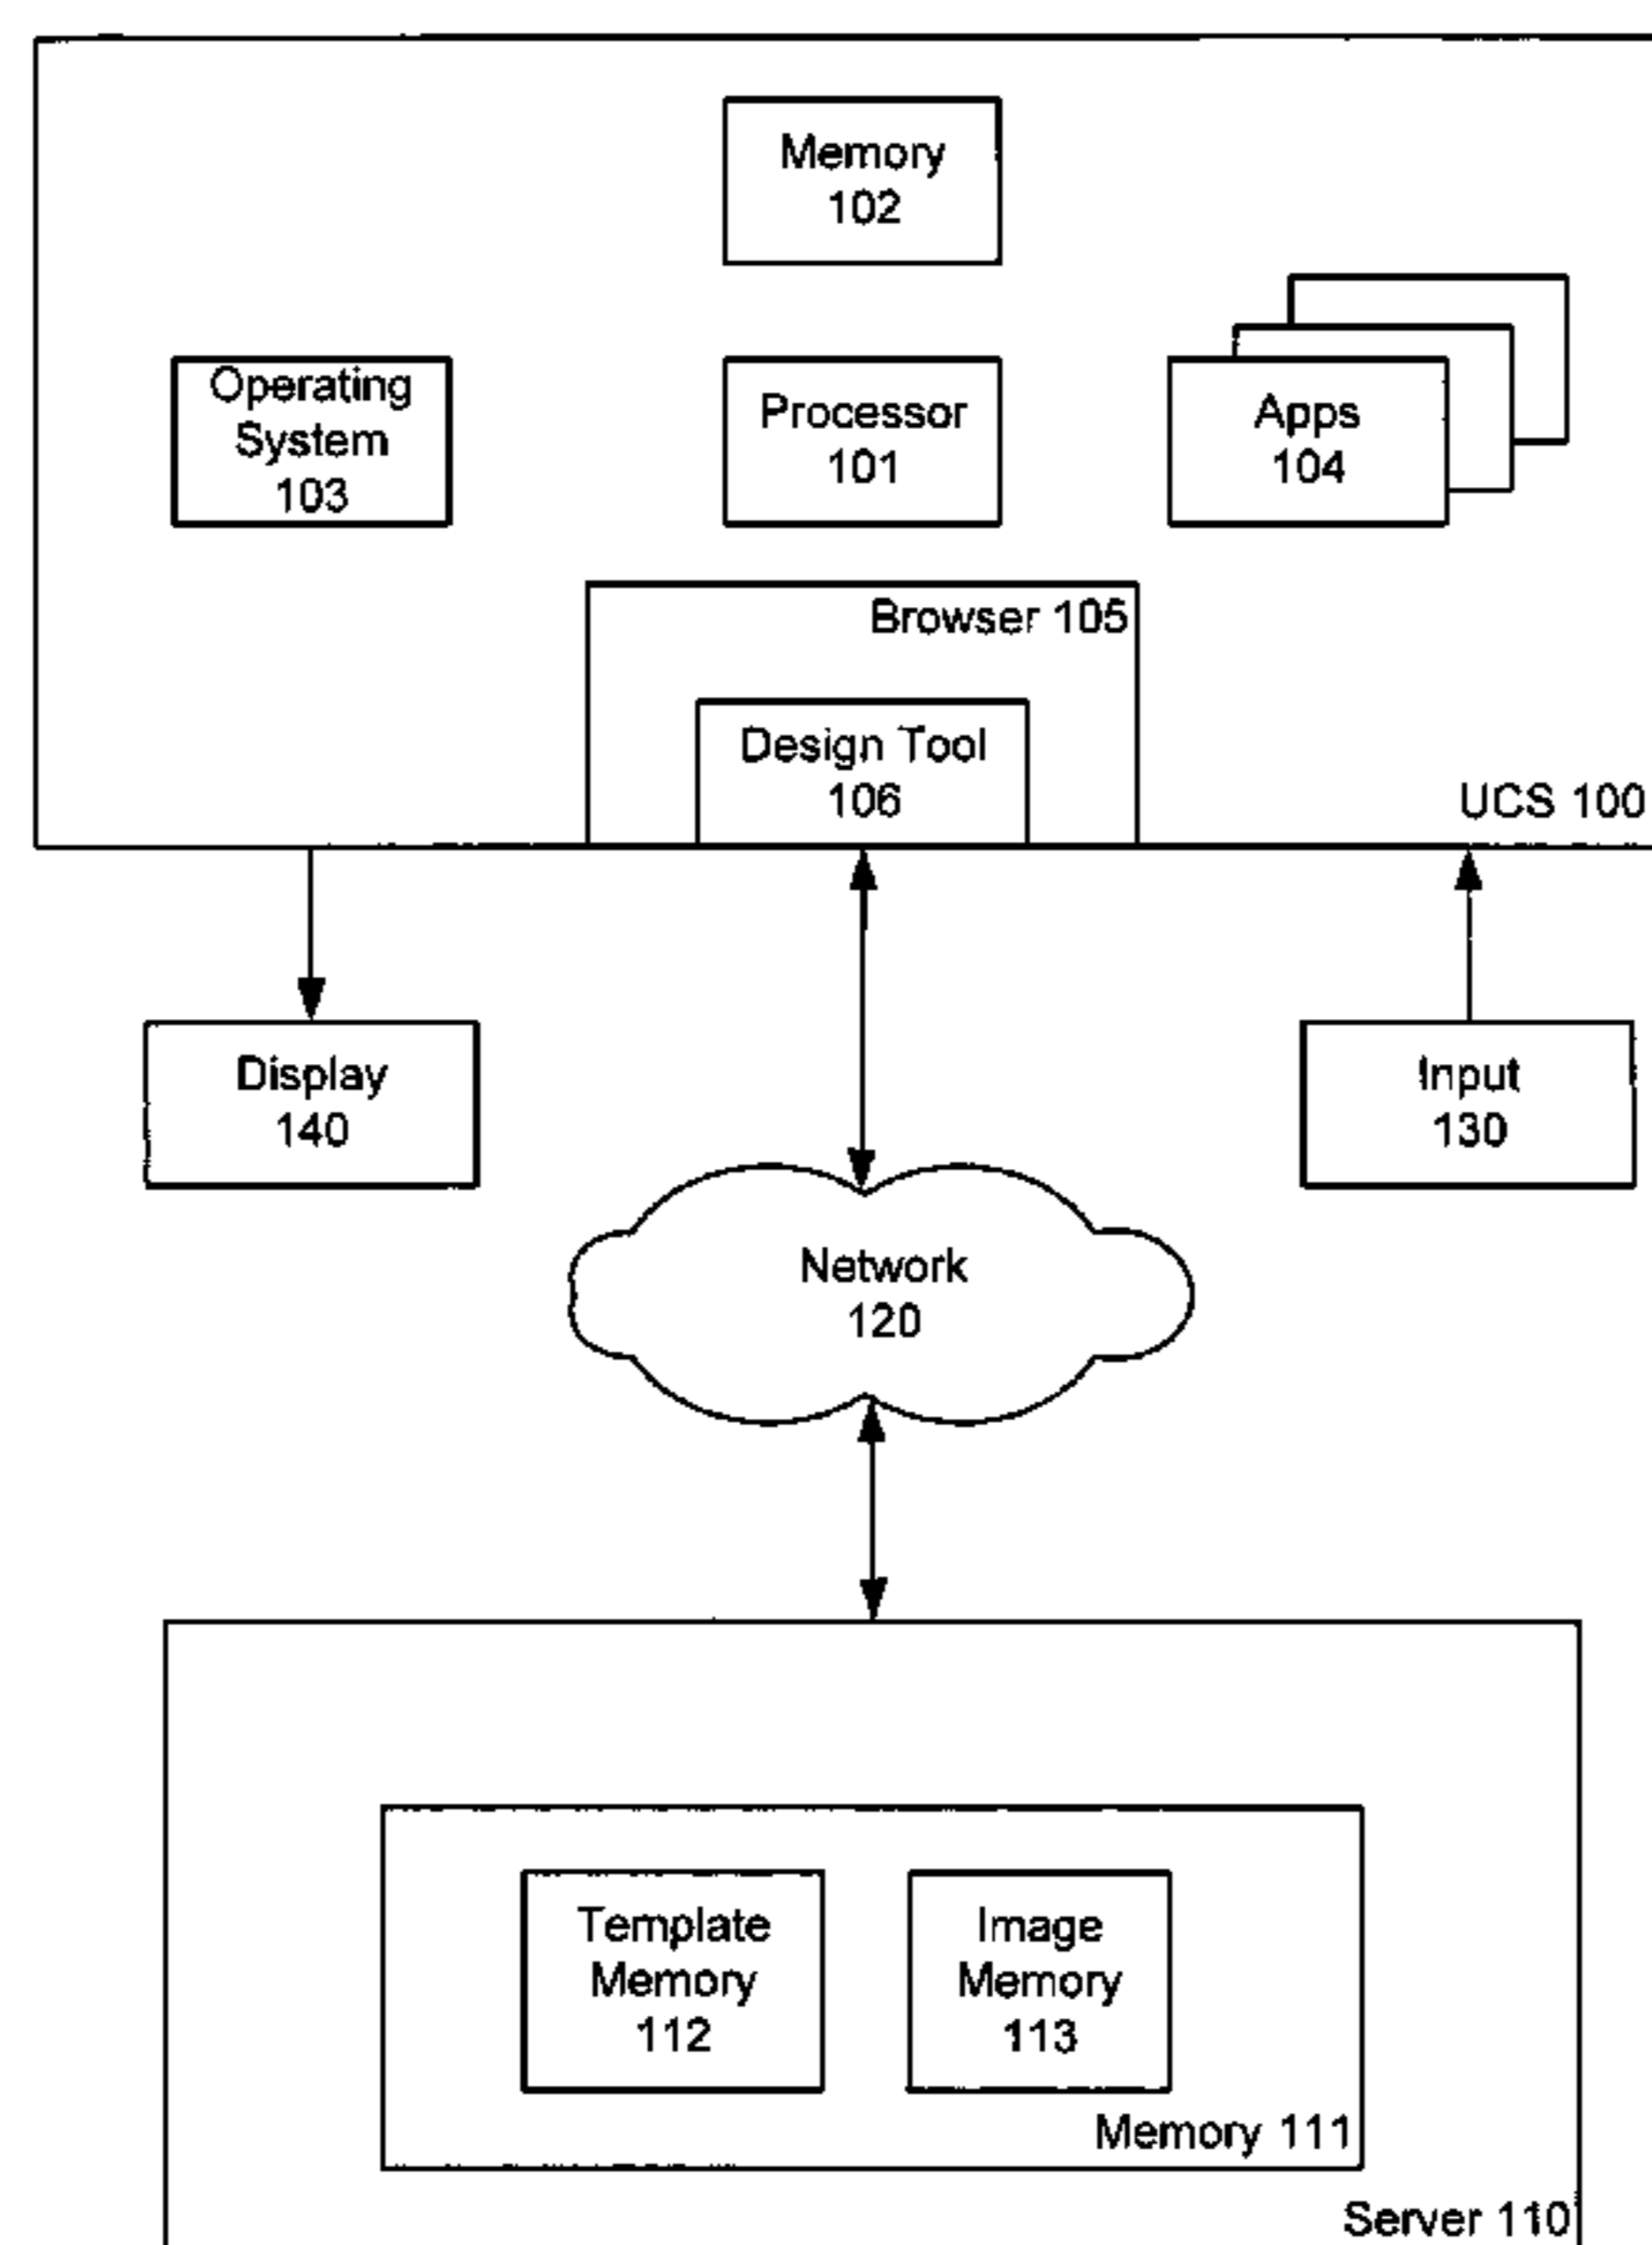 Memory
102
Operating
System
103
Processor
101
Apps
104
Browser 105
Design Tool
106
UCS 100
Display
140
Input
130
Network
120
Template
Memory
112
Image
Memory
113
Memory 111
Server 110